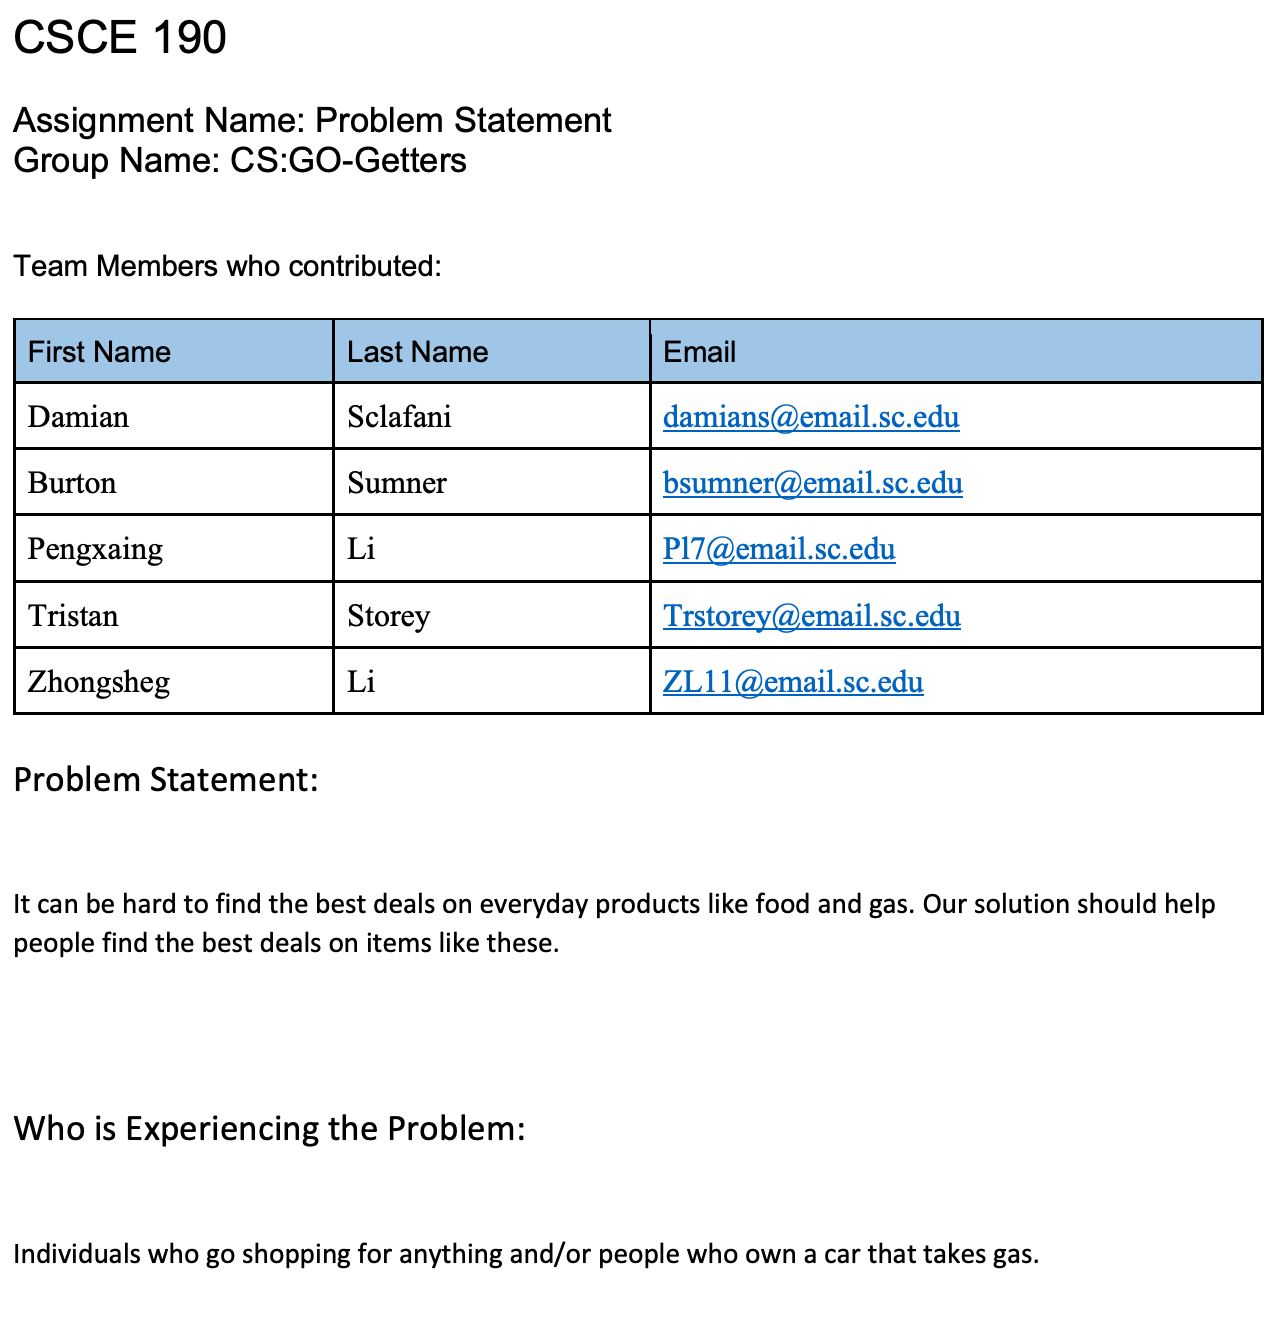 CSCE 190
Assignment Name: Problem Statement
Group Name: CS:GO-Getters
Team Members who contributed:
First Name Last Name Email
Damian Sclafani damians@email.sc.edu
Burton Sumner bsumner@email.sc.edu
Pengxaing Li Pl7@email.sc.edu
Tristan Storey Trstorey@email.sc.edu
Zhongsheg Li ZL11@email.sc.edu
Problem Statement:
It can be hard to find the best deals on everyday products like food and gas. Our solution should help
people find the best deals on items like these.
Who is Experiencing the Problem:
Individuals who go shopping for anything and/or people who own a car that takes gas.